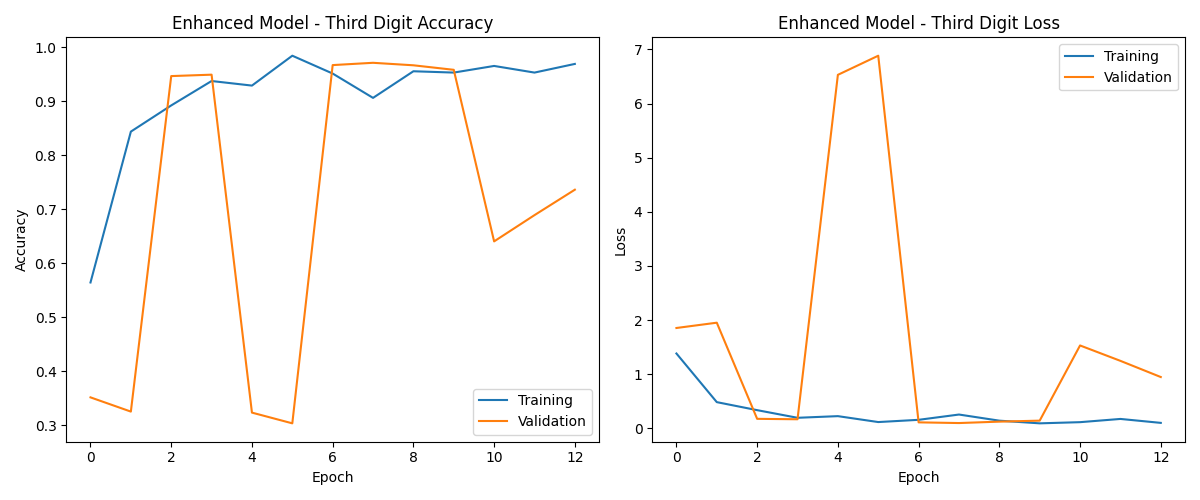 Enhanced Model - Third Digit Accuracy
1.0
0.9
0.8
0.7
0.6
0.5
0.4
0.3
Accuracy
0 2 4 6 8 10 12
Epoch
Training
Validation
Enhanced Model - Third Digit Loss
7
6
5
4
3
2
1
0
Loss
0 2 4 6 8 10 12
Epoch
Training
Validation